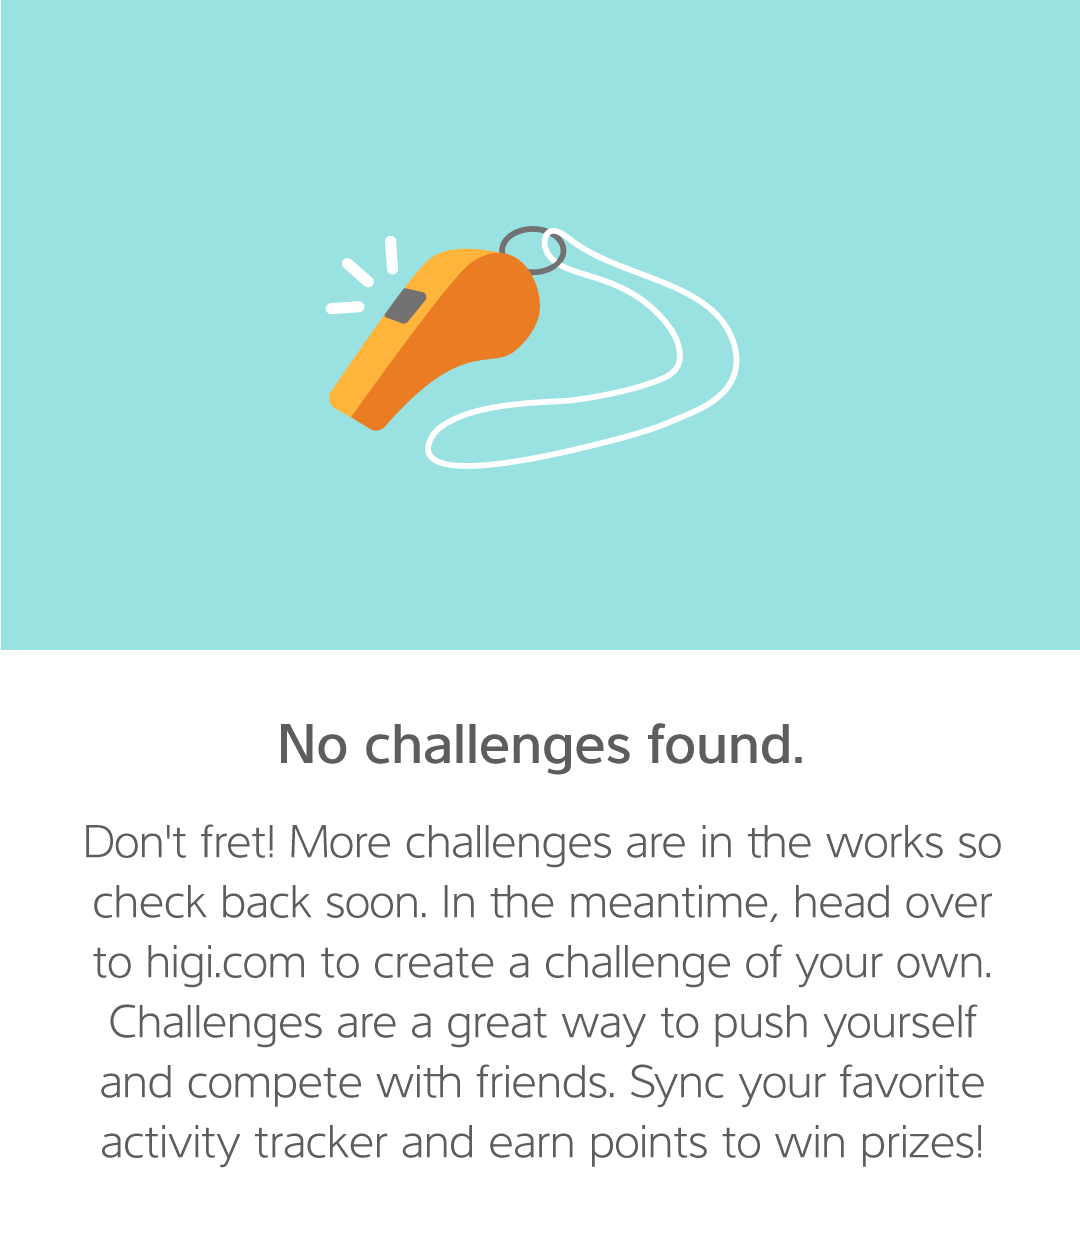 No challenges found.
Don't fret! More challenges are in the works so
check back soon. In the meantime, head over
to higi.com to create a challenge of your own.
Challenges are a great way to push yourself
and compete with friends. Sync your favorite
activity tracker and earn points to win prizes!